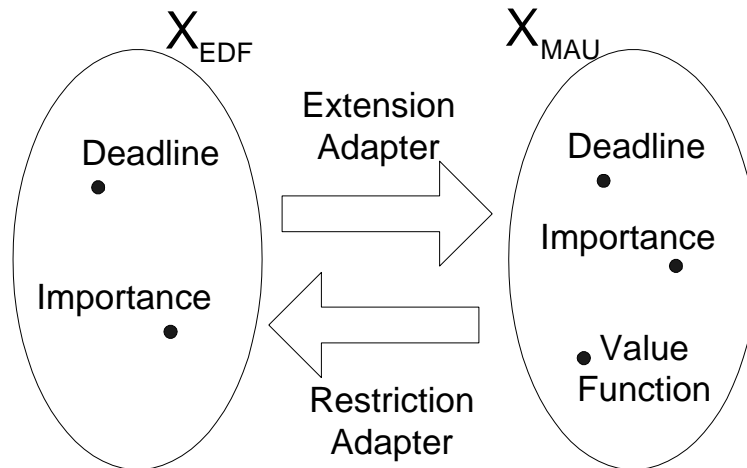 X_EDF
X_MAU
Extension
Adapter
Deadline
Importance
Deadline
Importance
Value
Function
Restriction
Adapter